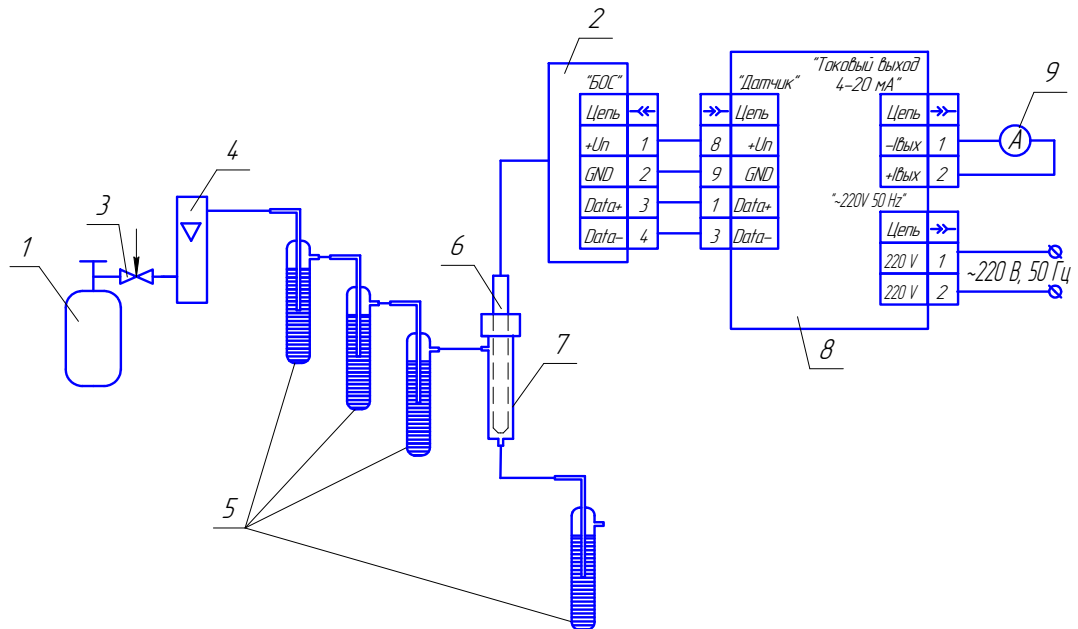 2
"БОС"
Цепь
+Uп 1
GND 2
Data+ 3
Data- 4
"Датчик"
Цепь
8 +Uп
9 GND
1 Data+
3 Data-
"Токовый выход
4-20 мА"
Цепь
-Iвых 1
+Iвых 2
9
A
"~220V 50 Hz"
Цепь
220 V 1
220 V 2
~220 В, 50 Гц
8
4
3
1
6
7
5